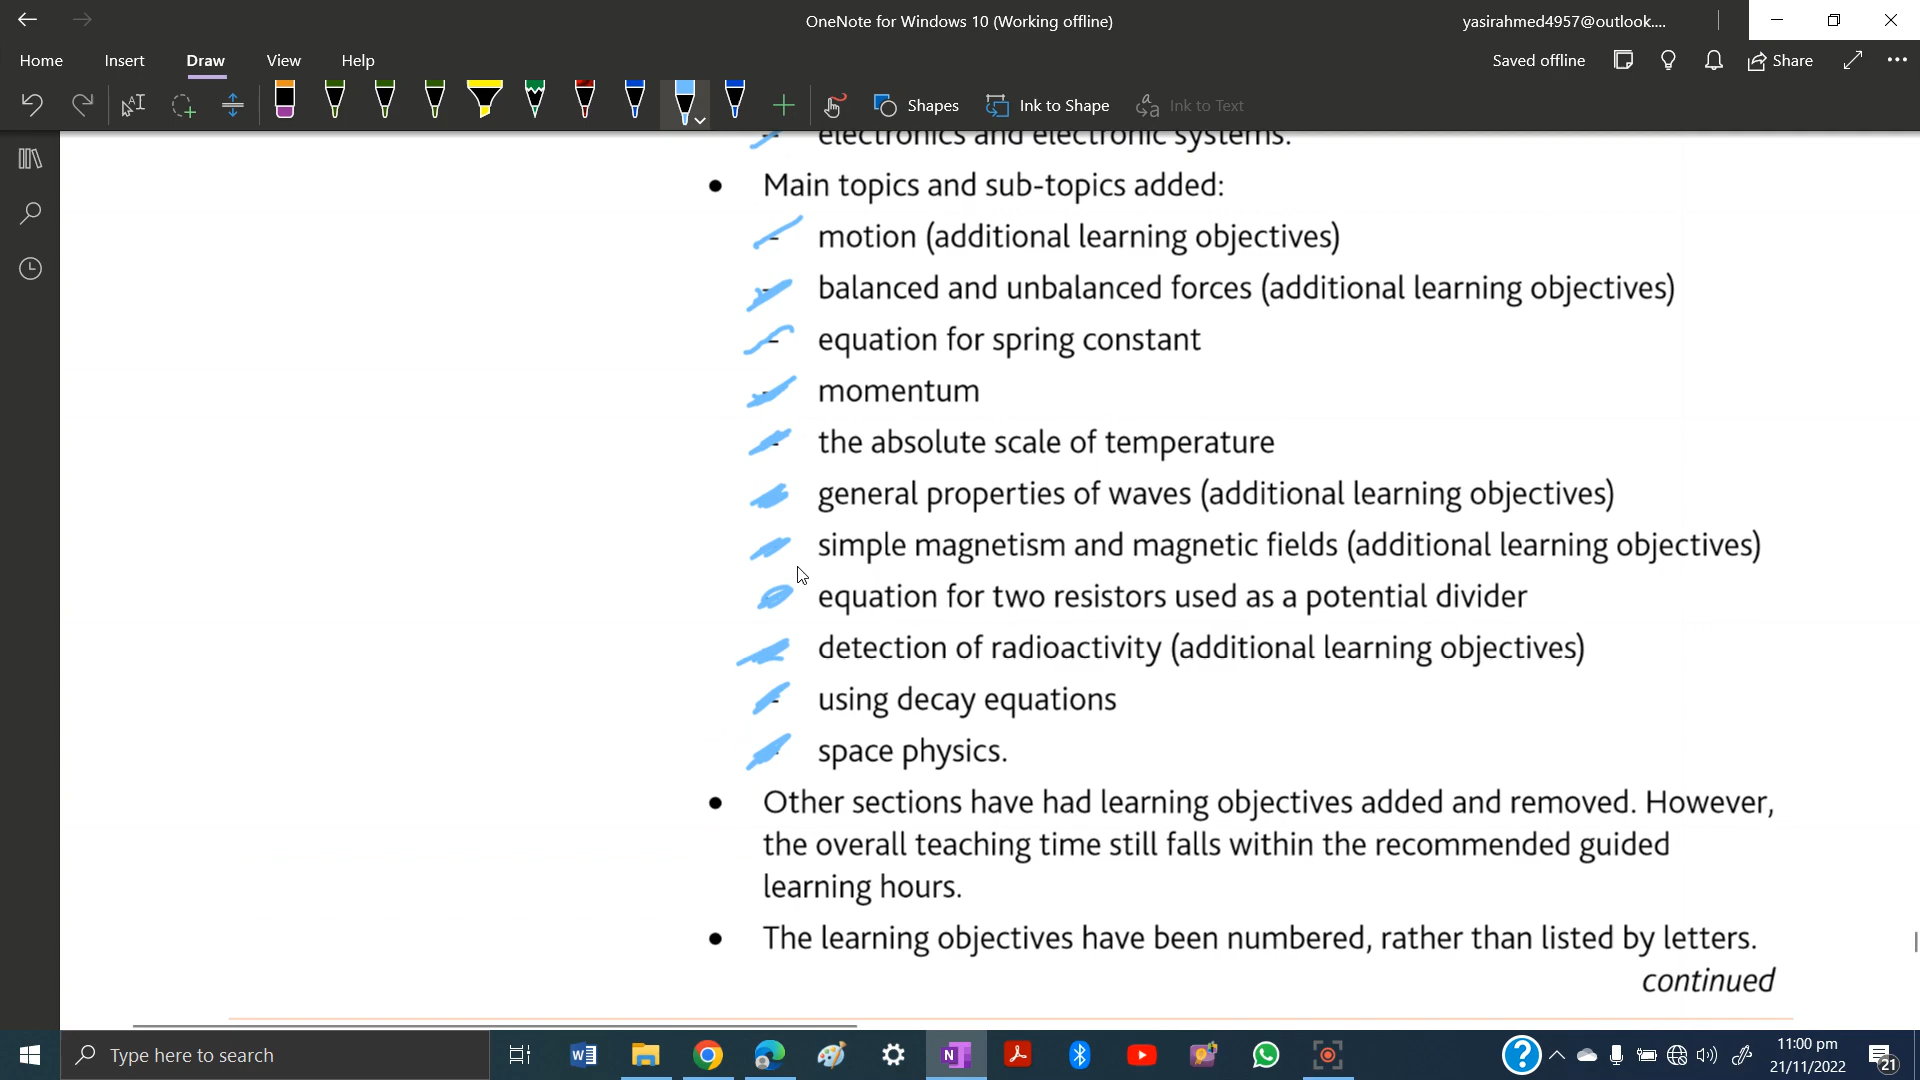 OneNote for Windows 10 (Working offline)
yasirahmed4957@outlook....
Home Insert Draw View Help
Saved offline Share
Shapes Ink to Shape Ink to Text
electronics and electronic systems.
• Main topics and sub-topics added:
– motion (additional learning objectives)
– balanced and unbalanced forces (additional learning objectives)
– equation for spring constant
– momentum
– the absolute scale of temperature
– general properties of waves (additional learning objectives)
– simple magnetism and magnetic fields (additional learning objectives)
– equation for two resistors used as a potential divider
– detection of radioactivity (additional learning objectives)
– using decay equations
– space physics.
• Other sections have had learning objectives added and removed. However,
the overall teaching time still falls within the recommended guided
learning hours.
• The learning objectives have been numbered, rather than listed by letters.
continued
Type here to search
11:00 pm
21/11/2022
21